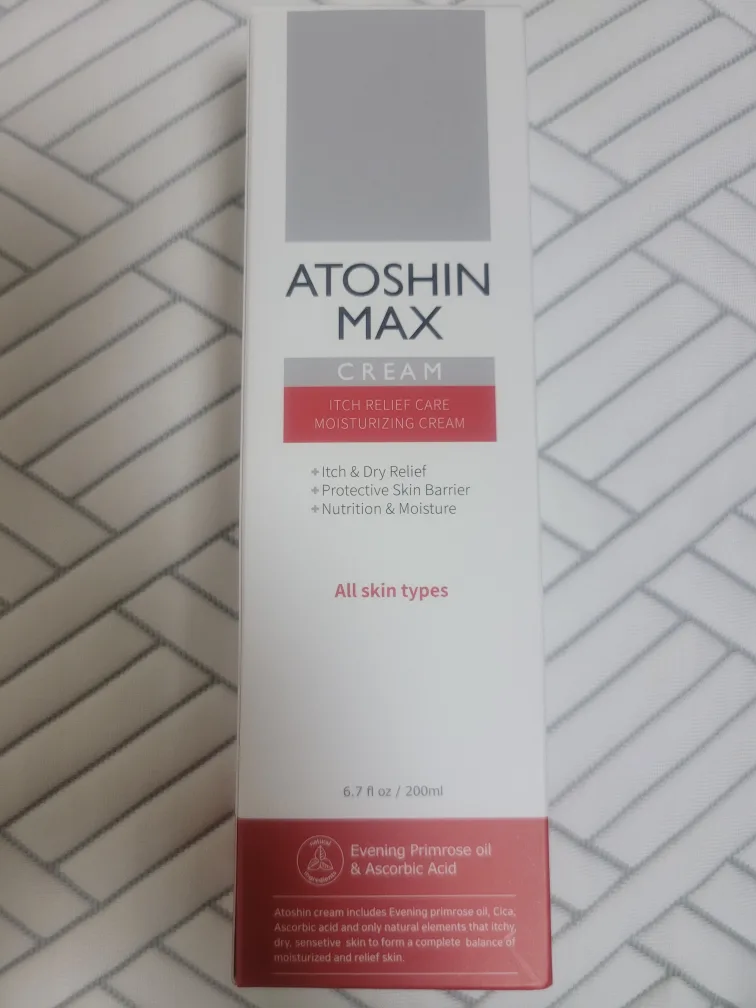 ATOSHIN
MAX
CREAM
ITCH RELIEF CARE
MOISTURIZING CREAM
+Itch & Dry Relief
+Protective Skin Barrier
+Nutrition & Moisture
All skin types
6.7 fl oz / 200ml
natural
ingredients
Evening Primrose oil
& Ascorbic Acid
Atoshin cream includes Evening primrose oil, Cica,
Ascorbic acid and only natural elements that itchy,
dry, sensetive skin to form a complete balance of
moisturized and relief skin.